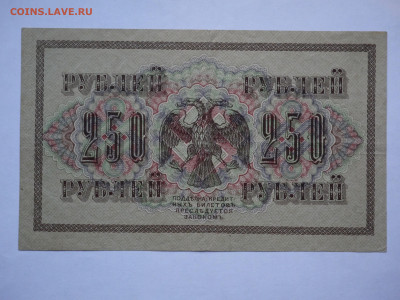 COINS.LAVE.RU
РУБЛЕЙ РУБЛЕЙ
250 250
РУБЛЕЙ РУБЛЕЙ
ПОДДѢЛКА КРЕДИТ-
НЫХЪ БИЛЕТОВЪ
ПРЕСЛѢДУЕТСЯ
ЗАКОНОМЪ.